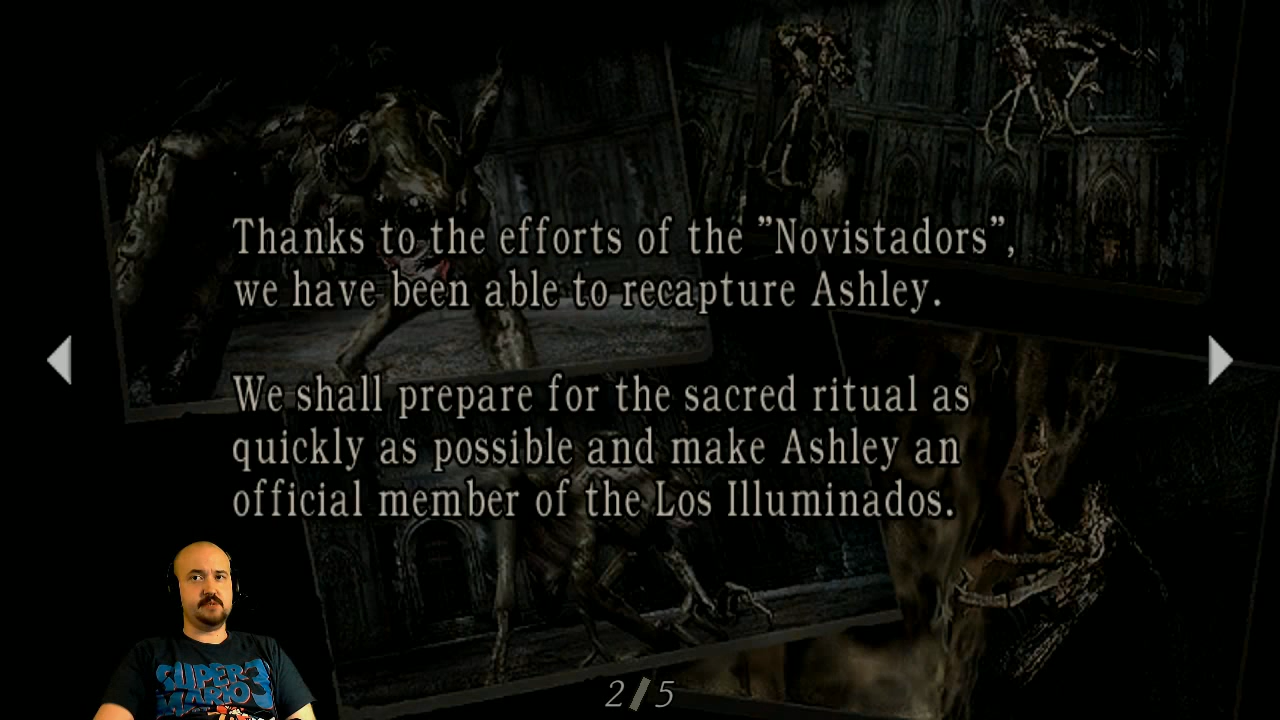 Thanks to the efforts of the "Novistadors",
we have been able to recapture Ashley.
We shall prepare for the sacred ritual as
quickly as possible and make Ashley an
official member of the Los Illuminados.
SUPER
MARIO 3
2/5